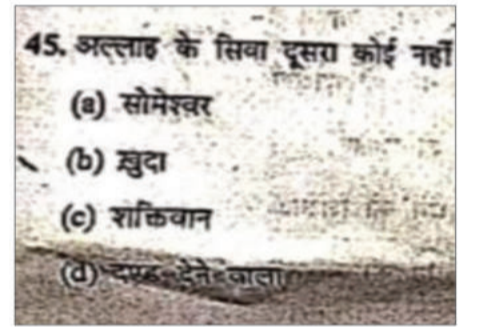 45. अल्लाह के सिवा दूसरा कोई नहीं
(a) सोमेश्वर
(b) ख़ुदा
(c) शक्तिवान
(d) दण्ड देने वाला